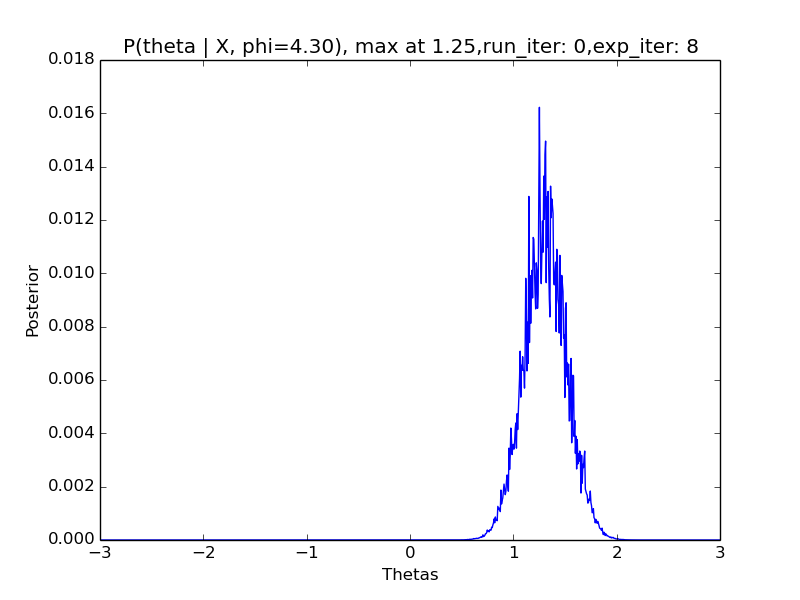 P(theta | X, phi=4.30), max at 1.25,run_iter: 0,exp_iter: 8
0.018
0.016
0.014
0.012
0.010
0.008
0.006
0.004
0.002
0.000
Posterior
−3 −2 −1 0 1 2 3
Thetas